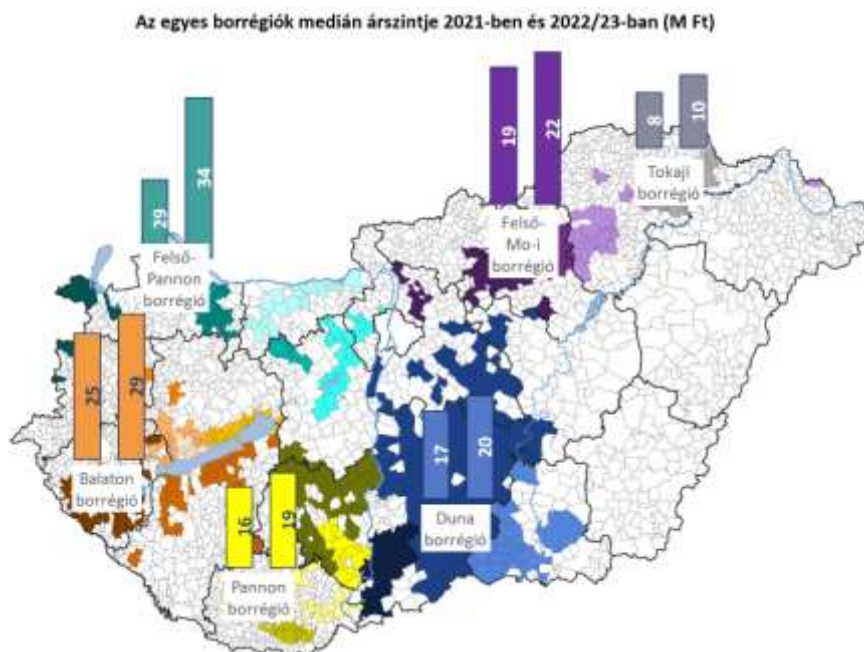 Az egyes borrégiók medián árszintje 2021-ben és 2022/23-ban (M Ft)
19
22
8
10
Tokaji
borrégió
29
34
Felső-
Mo-i
borrégió
Felső-
Pannon
borrégió
25
29
Balaton
borrégió
17
20
Duna
borrégió
16
19
Pannon
borrégió